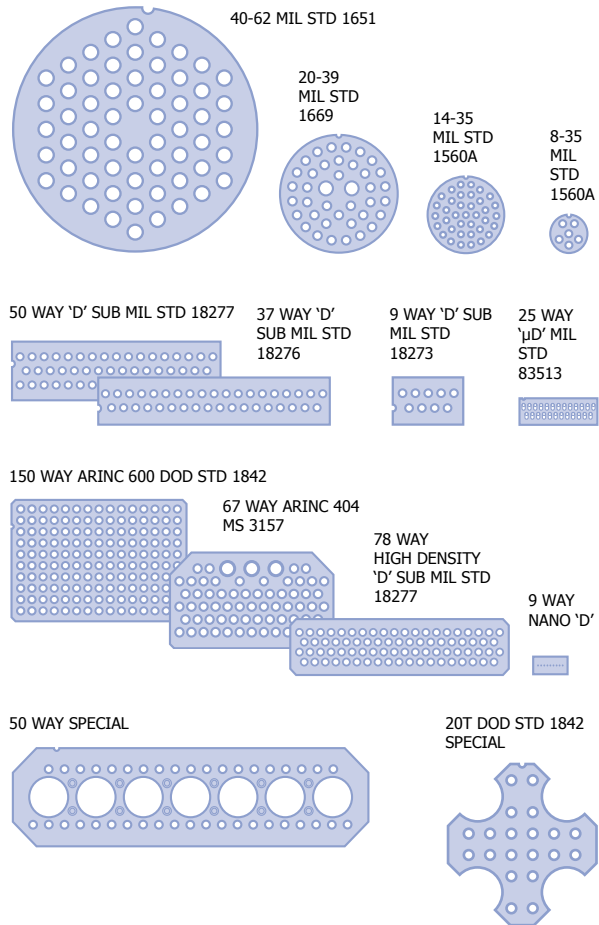 40-62 MIL STD 1651
20-39
MIL STD
1669
14-35
MIL STD
1560A
8-35
MIL
STD
1560A
50 WAY ‘D’ SUB MIL STD 18277
37 WAY ‘D’
SUB MIL STD
18276
9 WAY ‘D’ SUB
MIL STD
18273
25 WAY
‘µD’ MIL
STD
83513
150 WAY ARINC 600 DOD STD 1842
67 WAY ARINC 404
MS 3157
78 WAY
HIGH DENSITY
‘D’ SUB MIL STD
18277
9 WAY
NANO ‘D’
50 WAY SPECIAL
20T DOD STD 1842
SPECIAL